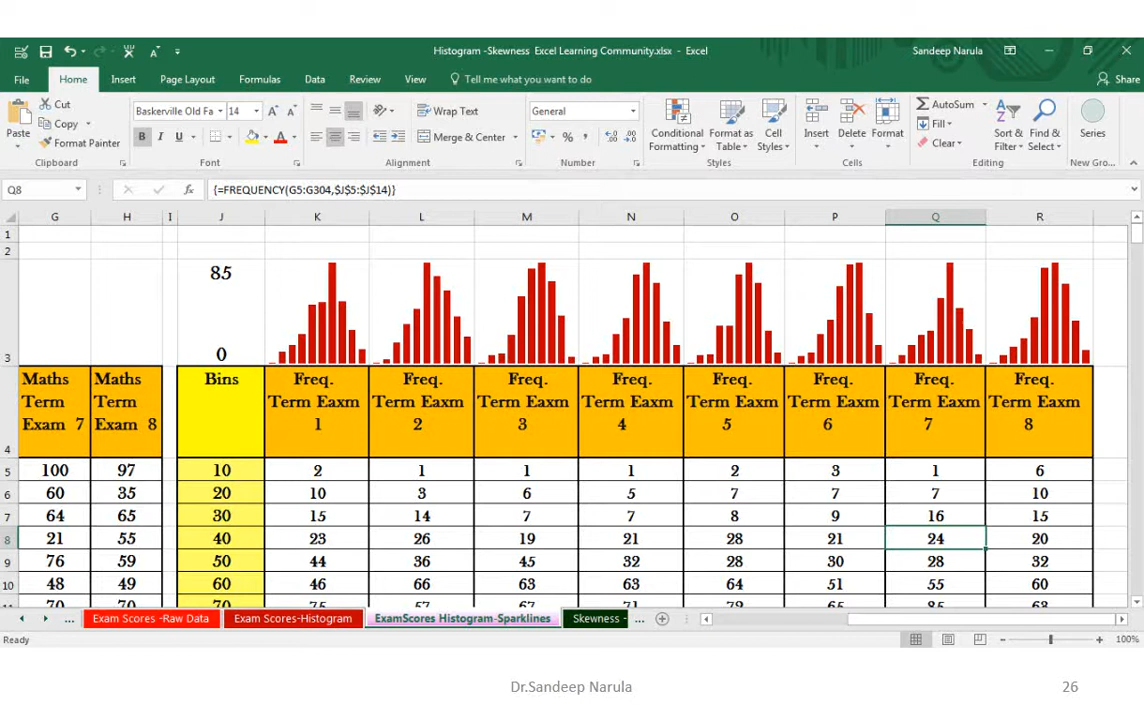 Histogram -Skewness Excel Learning Community.xlsx - Excel
Sandeep Narula
File Home Insert Page Layout Formulas Data Review View Tell me what you want to do Share
Paste
Cut
Copy
Format Painter
Clipboard
Baskerville Old Fa 14
B I U
Font
Wrap Text
Merge & Center
Alignment
General
Number
Conditional Formatting
Format as Table
Cell Styles
Styles
Insert Delete Format
Cells
AutoSum
Fill
Clear
Sort & Filter
Find & Select
Editing
Series
New Gro...
Q8 fx {=FREQUENCY(G5:G304,$J$5:$J$14)}
G H I J K L M N O P Q R
1
2
85
0
3
Maths Term Exam 7
Maths Term Exam 8
Bins
Freq. Term Eaxm 1
Freq. Term Eaxm 2
Freq. Term Eaxm 3
Freq. Term Eaxm 4
Freq. Term Eaxm 5
Freq. Term Eaxm 6
Freq. Term Eaxm 7
Freq. Term Eaxm 8
4
5 100 97 10 2 1 1 1 2 3 1 6
6 60 35 20 10 3 6 5 7 7 7 10
7 64 65 30 15 14 7 7 8 9 16 15
8 21 55 40 23 26 19 21 28 21 24 20
9 76 59 50 44 36 45 32 38 30 28 32
10 48 49 60 46 66 63 63 64 51 55 60
... Exam Scores -Raw Data Exam Scores-Histogram ExamScores Histogram-Sparklines Skewness - ...
Ready 100%
Dr.Sandeep Narula
26